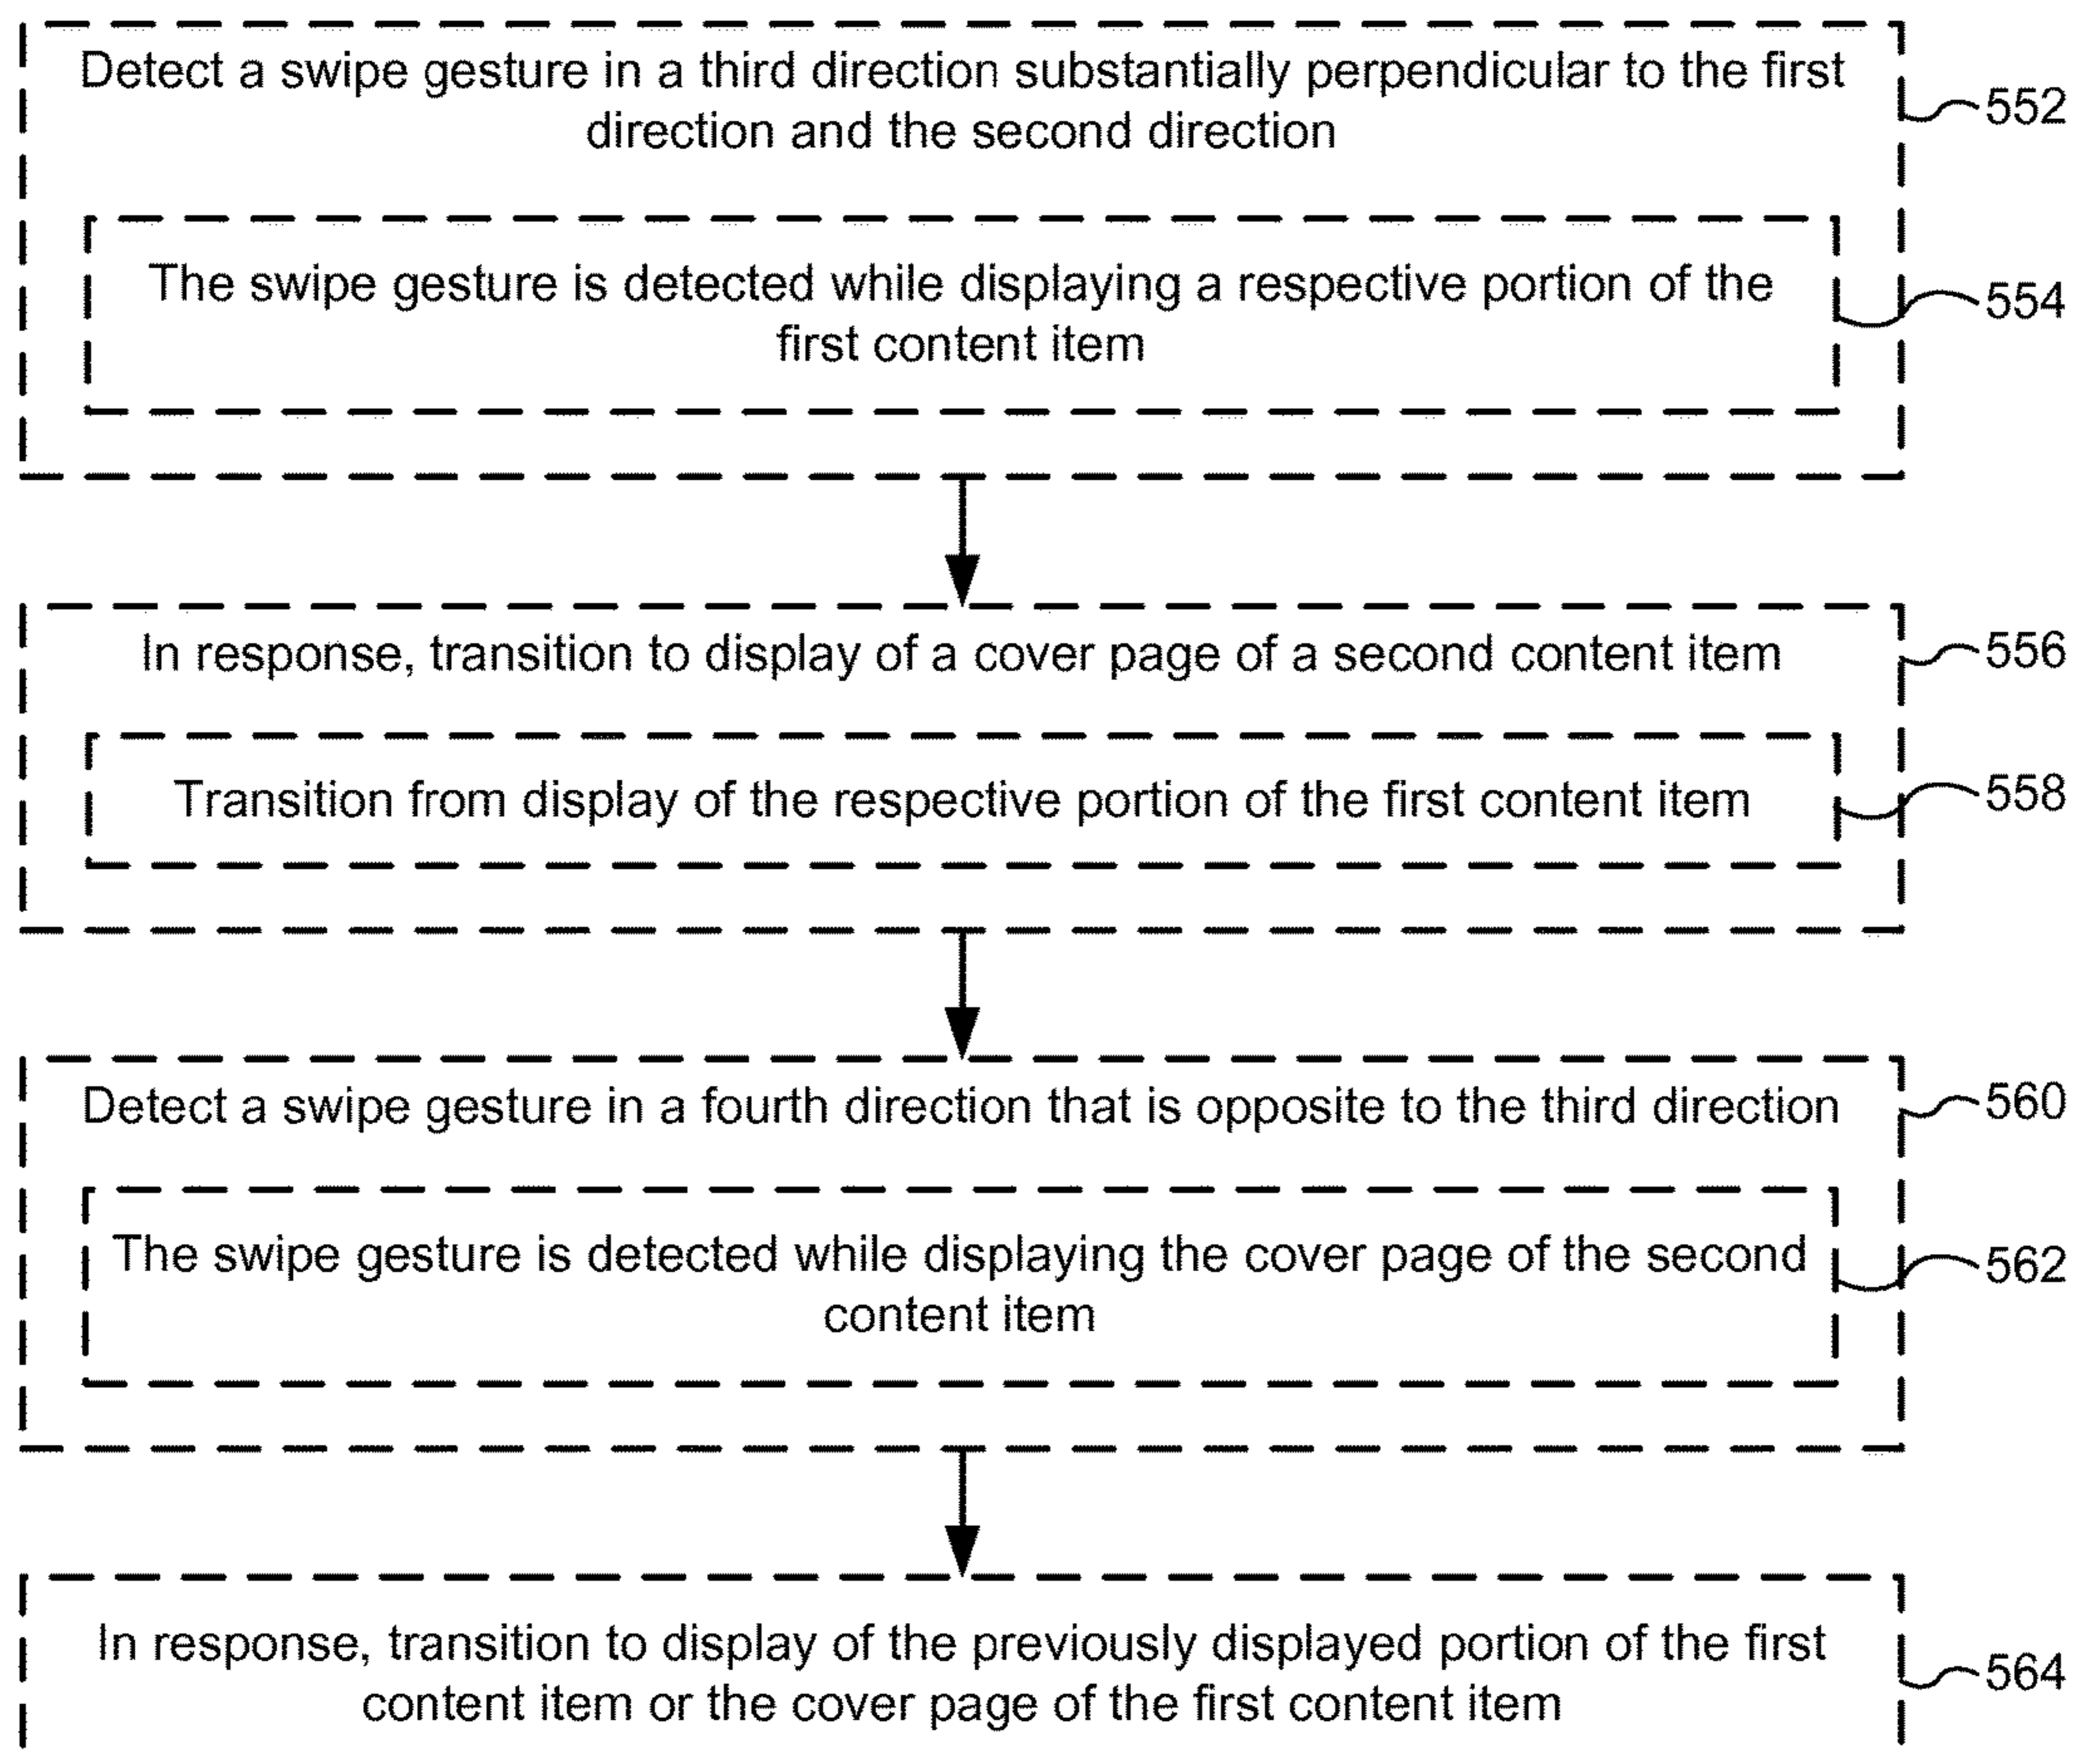 Detect a swipe gesture in a third direction substantially perpendicular to the first
direction and the second direction
552
The swipe gesture is detected while displaying a respective portion of the
first content item
554
In response, transition to display of a cover page of a second content item
556
Transition from display of the respective portion of the first content item
558
Detect a swipe gesture in a fourth direction that is opposite to the third direction
560
The swipe gesture is detected while displaying the cover page of the second
content item
562
In response, transition to display of the previously displayed portion of the first
content item or the cover page of the first content item
564